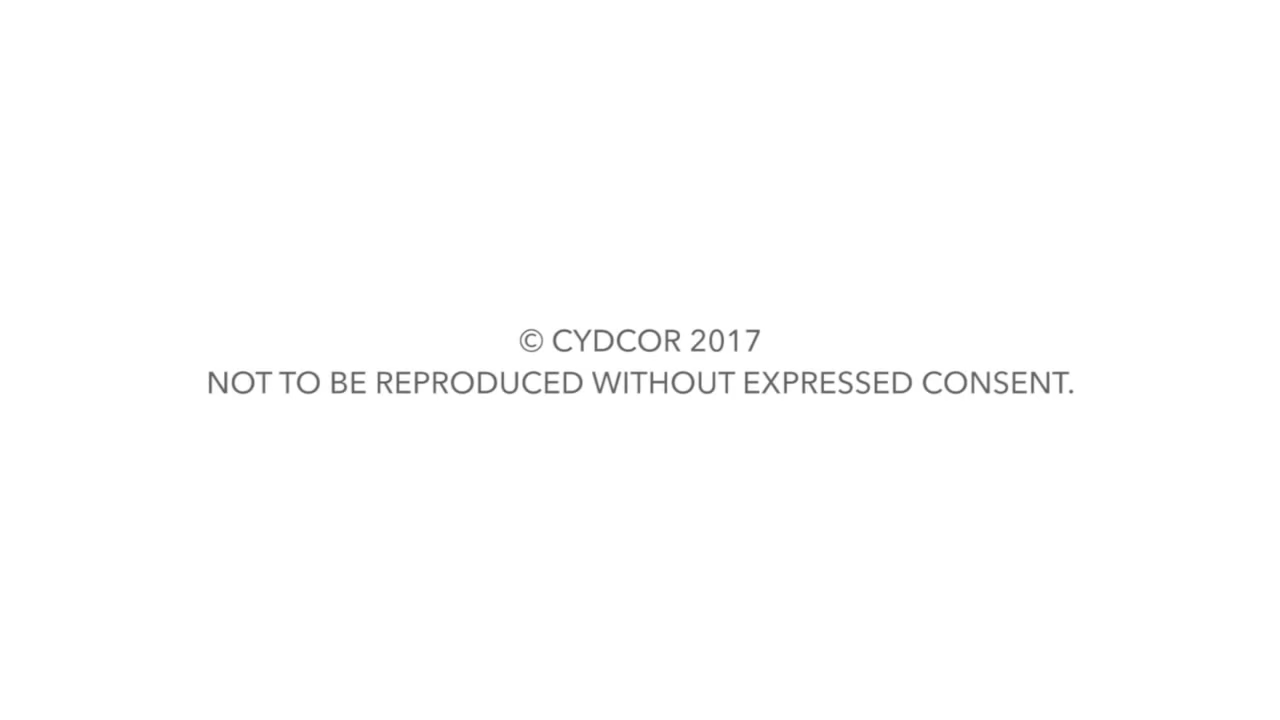 © CYDCOR 2017
NOT TO BE REPRODUCED WITHOUT EXPRESSED CONSENT.